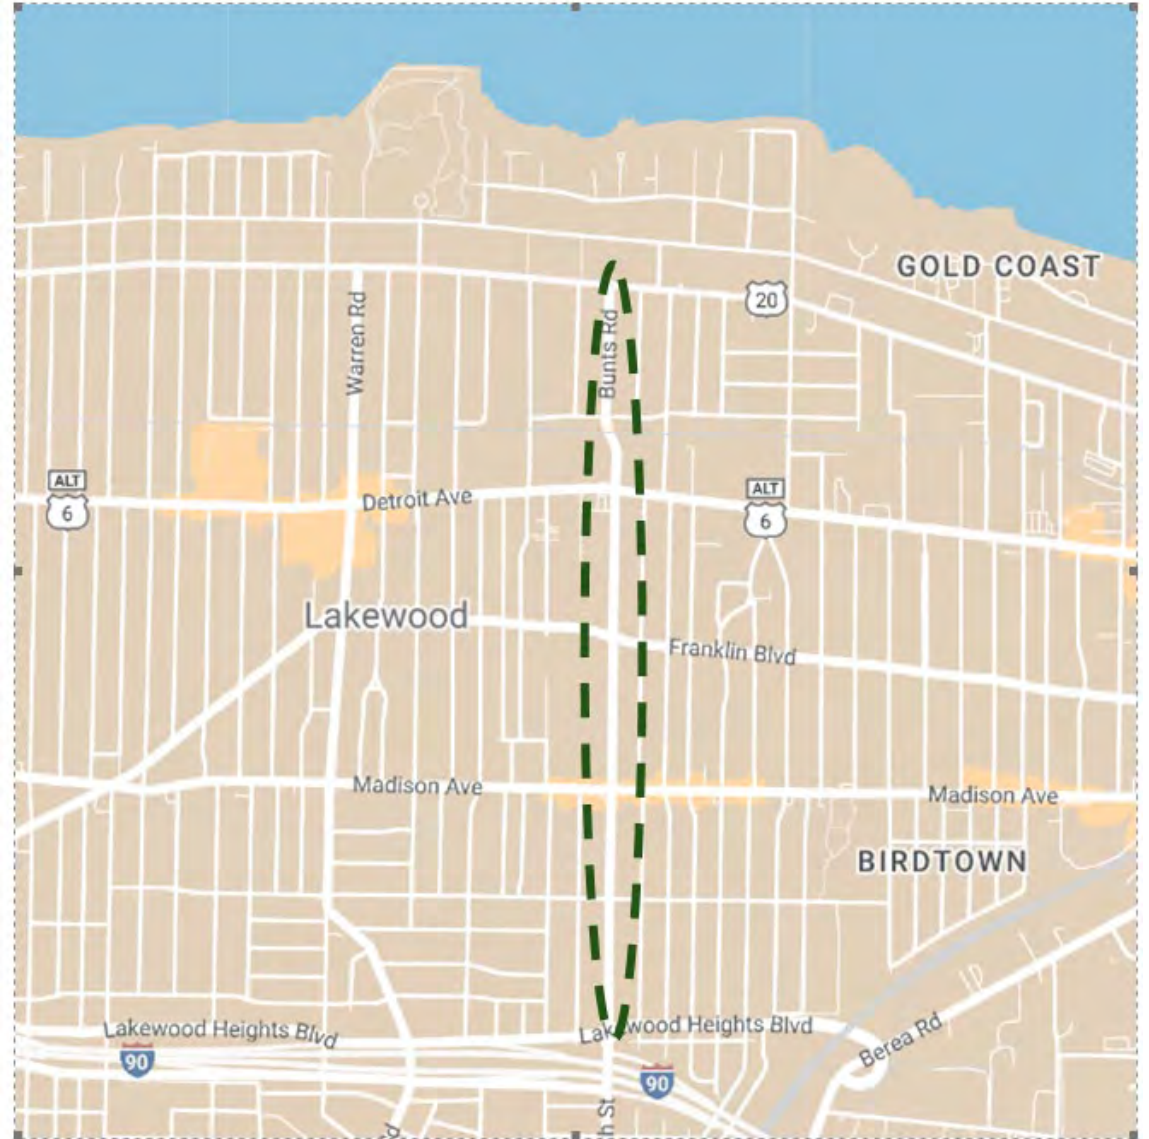 GOLD COAST
20
Warren Rd
Bunts Rd
ALT
6
Detroit Ave
ALT
6
Lakewood
Franklin Blvd
Madison Ave
Madison Ave
BIRDTOWN
Lakewood Heights Blvd
Lakewood Heights Blvd
Berea Rd
90
90
h St
d